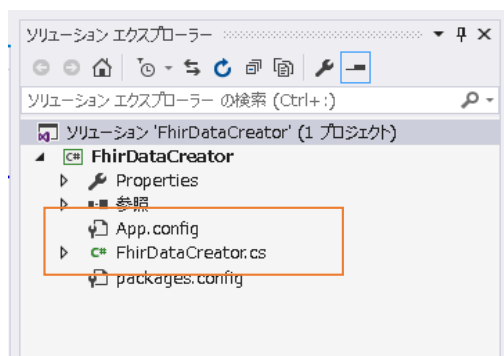 ソリューション エクスプローラー
ソリューション エクスプローラー の検索 (Ctrl+:)
ソリューション 'FhirDataCreator' (1 プロジェクト)
C# FhirDataCreator
Properties
参照
App.config
C# FhirDataCreator.cs
packages.config